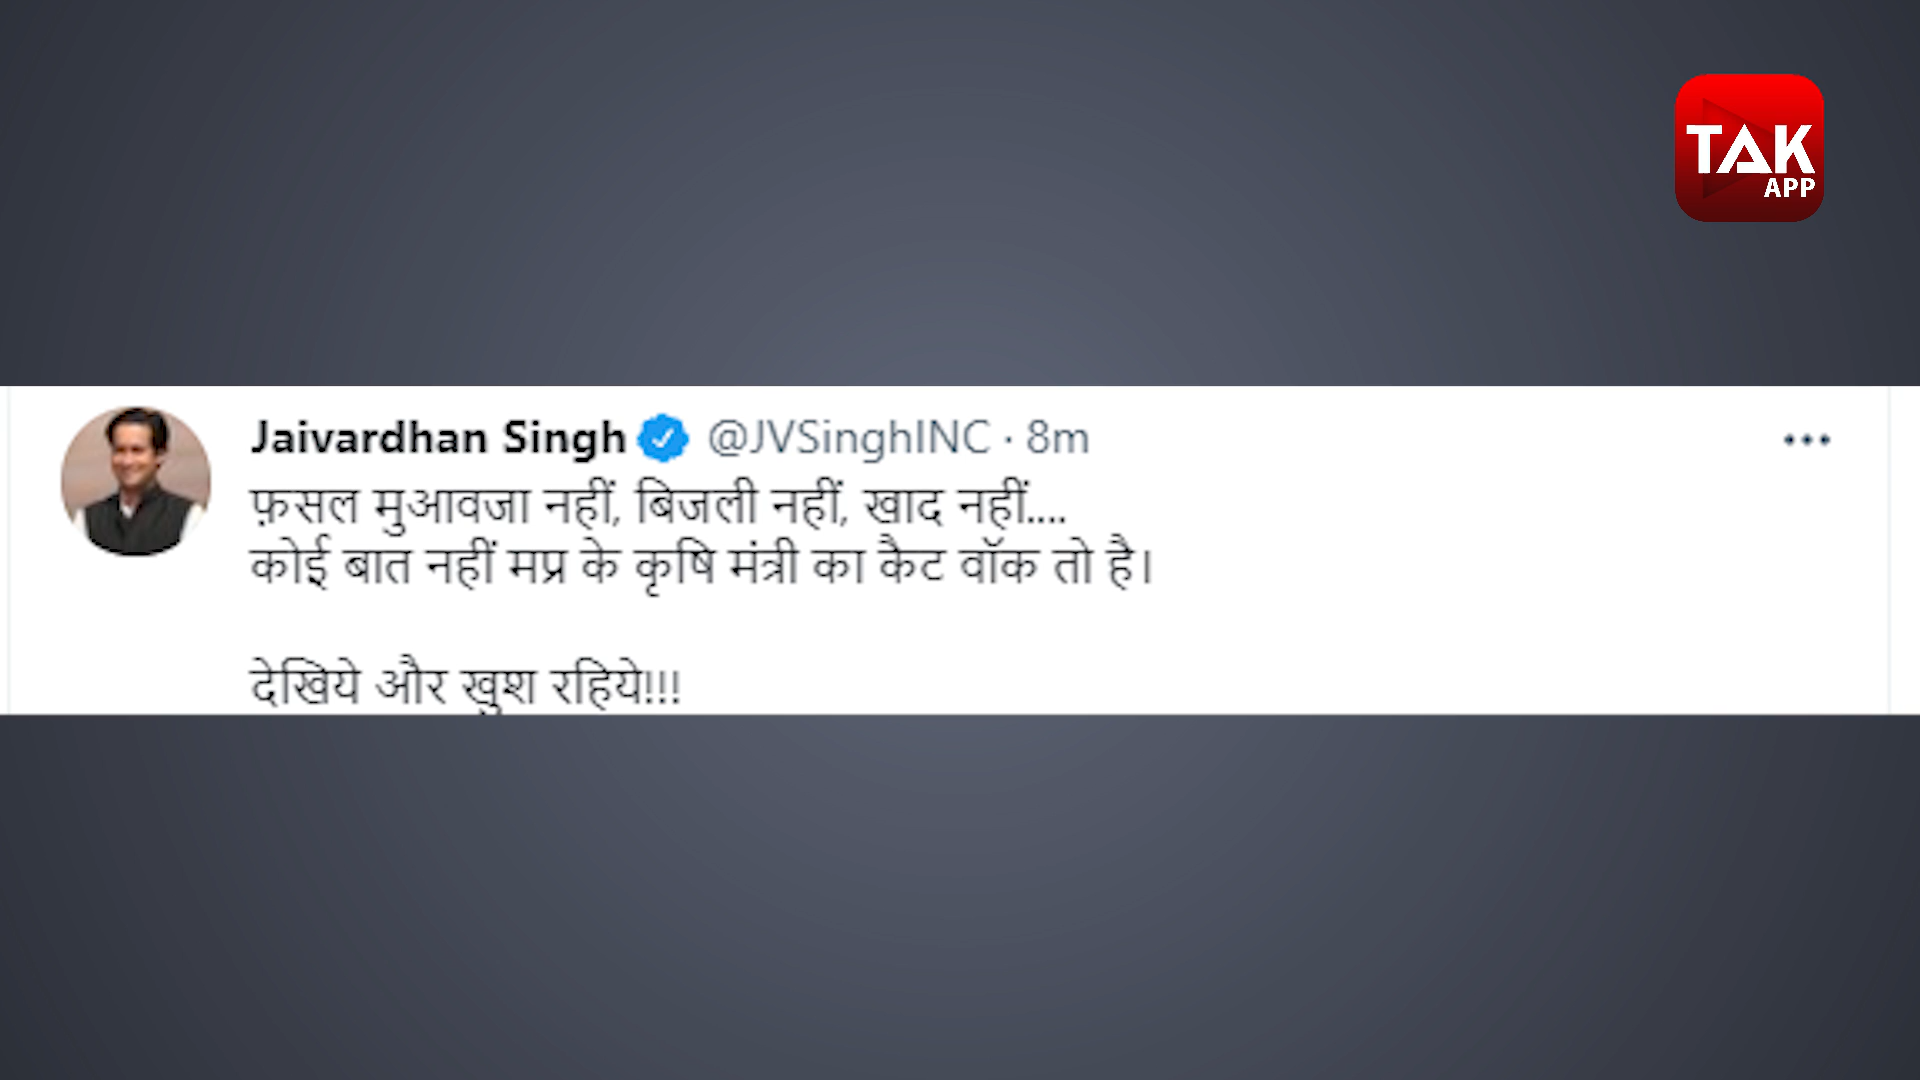 TAK
APP
Jaivardhan Singh @JVSinghINC · 8m
फ़सल मुआवजा नहीं, बिजली नहीं, खाद नहीं....
कोई बात नहीं मप्र के कृषि मंत्री का कैट वॉक तो है।
देखिये और खुश रहिये!!!